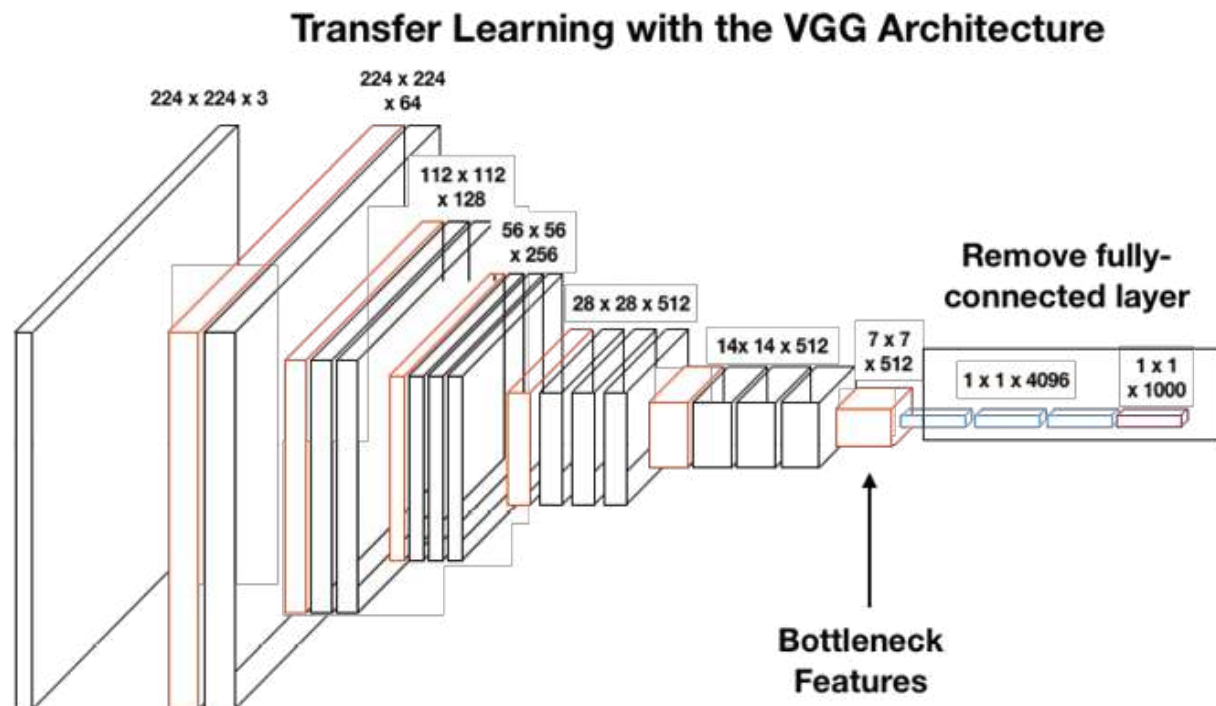 Transfer Learning with the VGG Architecture
224 x 224 x 3
224 x 224
x 64
112 x 112
x 128
56 x 56
x 256
28 x 28 x 512
14x 14 x 512
7 x 7
x 512
Remove fully-
connected layer
1 x 1 x 4096
1 x 1
x 1000
Bottleneck
Features